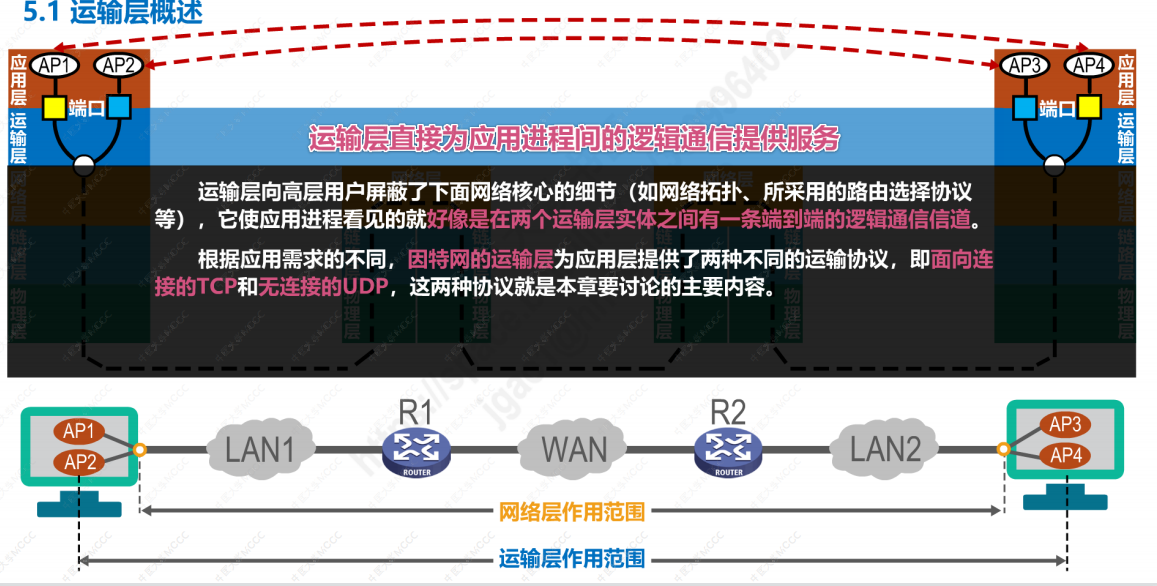 5.1 运输层概述
应用层
AP1
AP2
端口
运输层
AP3
AP4
端口
应用层
运输层
运输层直接为应用进程间的逻辑通信提供服务
运输层向高层用户屏蔽了下面网络核心的细节（如网络拓扑、所采用的路由选择协议
等），它使应用进程看见的就好像是在两个运输层实体之间有一条端到端的逻辑通信信道。
根据应用需求的不同，因特网的运输层为应用层提供了两种不同的运输协议，即面向连
接的TCP和无连接的UDP，这两种协议就是本章要讨论的主要内容。
网络层
链路层
物理层
物理层
物理层
物理层
物理层
网络层
链路层
物理层
AP1
AP2
LAN1
R1
ROUTER
WAN
R2
ROUTER
LAN2
AP3
AP4
网络层作用范围
运输层作用范围